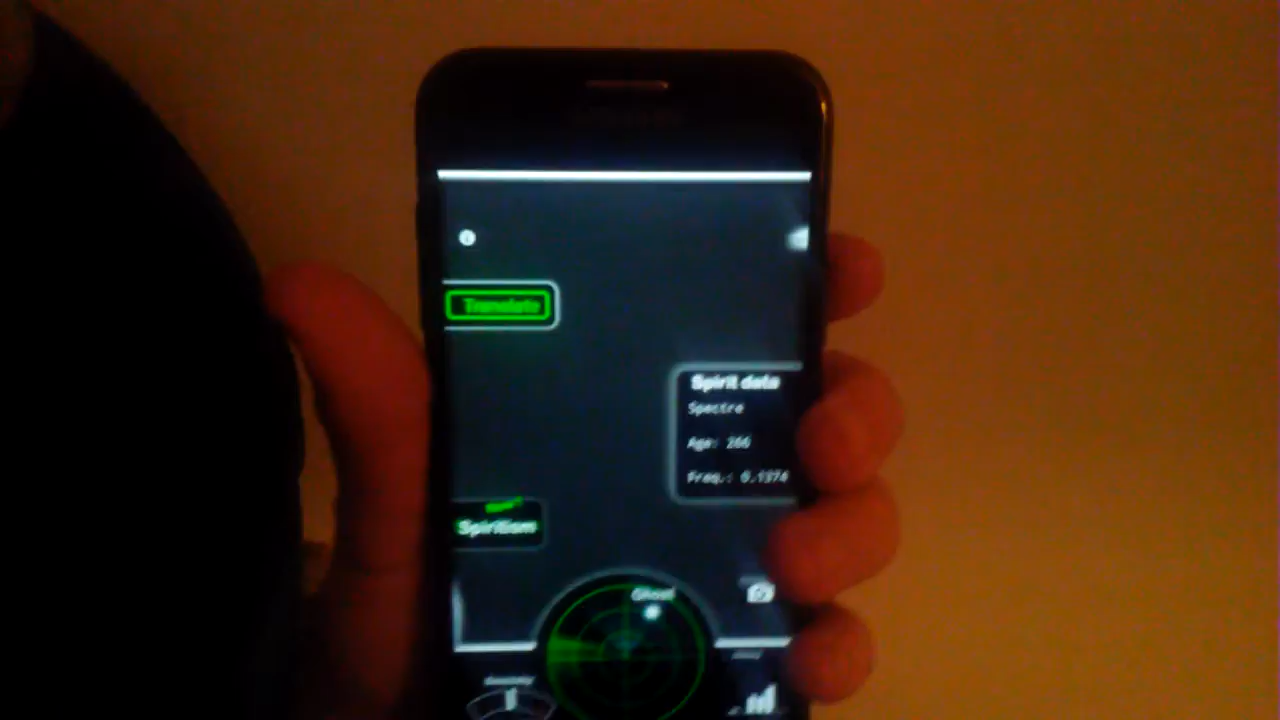 Translate
Spirit data
Spectre
Age: 266
Freq.: 0.1374
Spiritism
Ghost